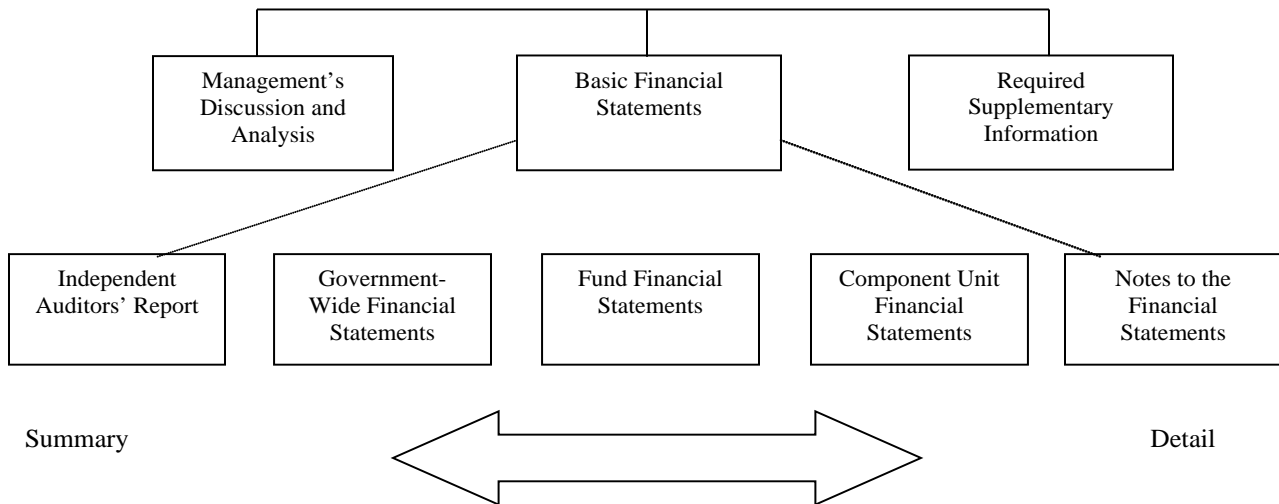 Management’s
Discussion and
Analysis
Basic Financial
Statements
Required
Supplementary
Information
Independent
Auditors’ Report
Government-
Wide Financial
Statements
Fund Financial
Statements
Component Unit
Financial
Statements
Notes to the
Financial
Statements
Summary
Detail